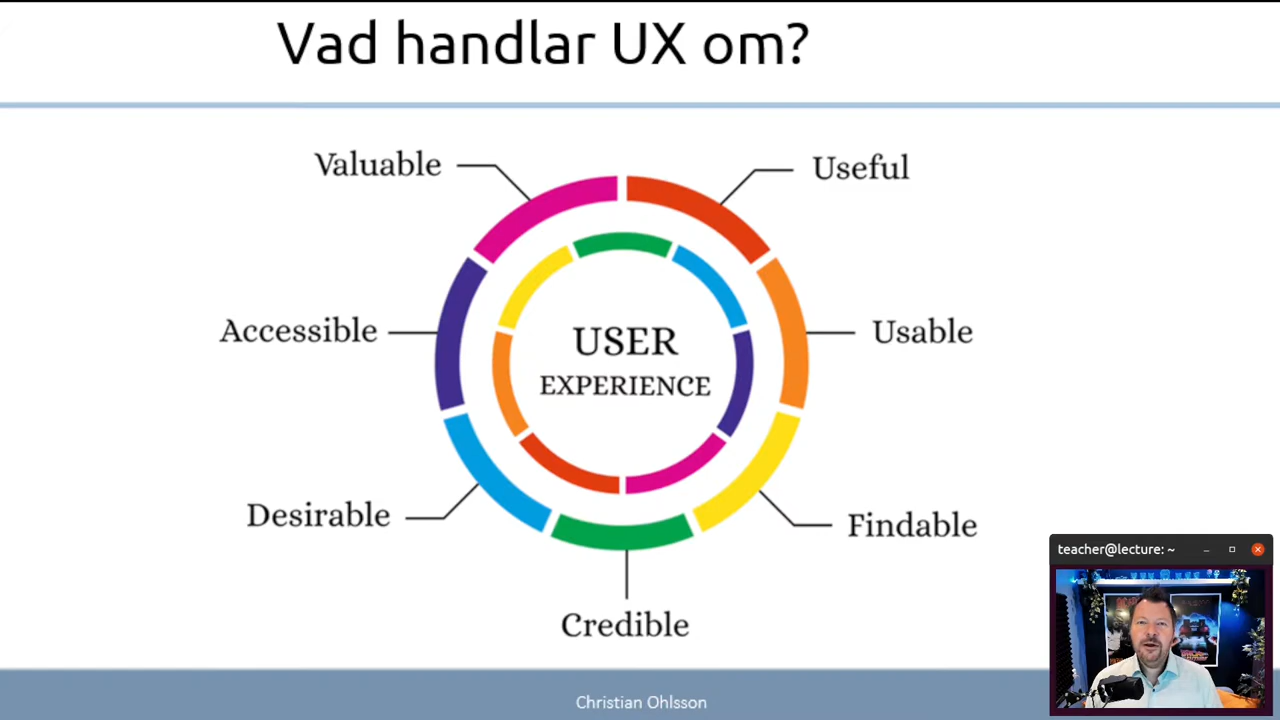 Vad handlar UX om?
Valuable
Useful
Accessible
USER
EXPERIENCE
Usable
Desirable
Findable
Credible
teacher@lecture: ~
Christian Ohlsson